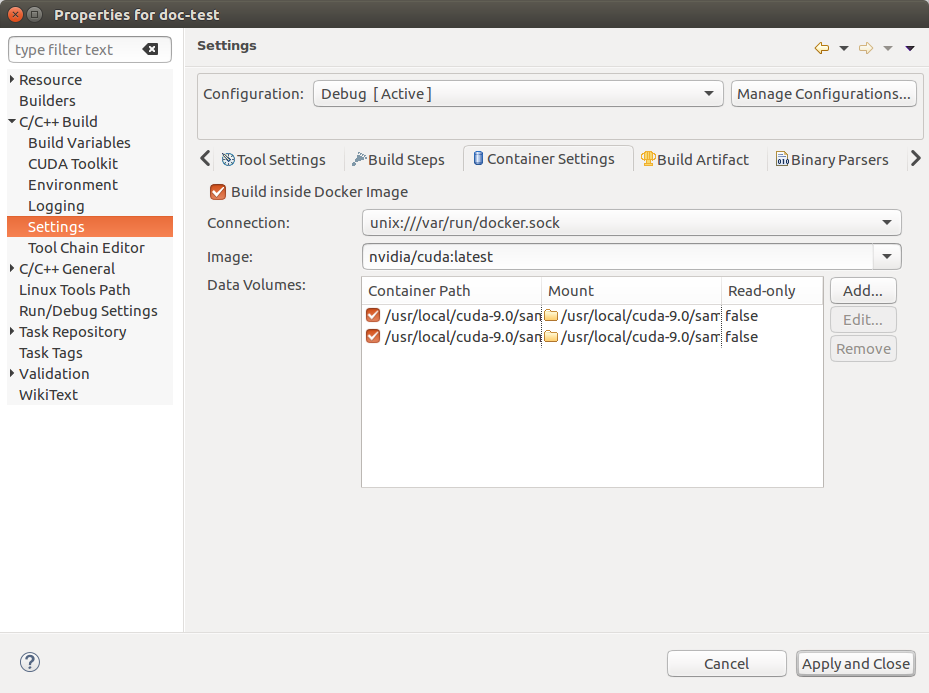 Properties for doc-test
type filter text
Resource
Builders
C/C++ Build
Build Variables
CUDA Toolkit
Environment
Logging
Settings
Tool Chain Editor
C/C++ General
Linux Tools Path
Run/Debug Settings
Task Repository
Task Tags
Validation
WikiText
Settings
Configuration: Debug [ Active ] Manage Configurations...
Tool Settings Build Steps Container Settings Build Artifact Binary Parsers
Build inside Docker Image
Connection: unix:///var/run/docker.sock
Image: nvidia/cuda:latest
Data Volumes:
Container Path Mount Read-only
/usr/local/cuda-9.0/san /usr/local/cuda-9.0/sam false
/usr/local/cuda-9.0/san /usr/local/cuda-9.0/sam false
Add...
Edit...
Remove
? Cancel Apply and Close